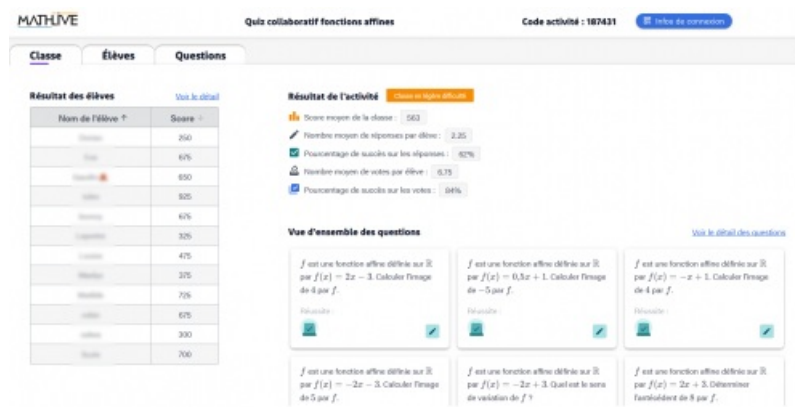 MATHLIVE
Quiz collaboratif fonctions affines
Code activité : 187431
Infos de connexion
Classe
Élèves
Questions
Résultat des élèves
Voir le détail
Nom de l'élève ↑
Score
250
675
650
925
675
325
475
375
725
675
300
700
Résultat de l'activité
Classe en légère difficulté
Score moyen de la classe : 563
Nombre moyen de réponses par élève : 2.25
Pourcentage de succès sur les réponses : 62%
Nombre moyen de votes par élève : 6.75
Pourcentage de succès sur les votes : 84%
Vue d'ensemble des questions
Voir le détail des questions
f est une fonction affine définie sur ℝ
par f(x) = 2x − 3. Calculer l'image
de 4 par f.
Réussite :
f est une fonction affine définie sur ℝ
par f(x) = 0,5x + 1. Calculer l'image
de −5 par f.
Réussite :
f est une fonction affine définie sur ℝ
par f(x) = −x + 1. Calculer l'image
de 4 par f.
Réussite :
f est une fonction affine définie sur ℝ
par f(x) = −2x − 3. Calculer l'image
de 5 par f.
f est une fonction affine définie sur ℝ
par f(x) = −2x + 3. Quel est le sens
de variation de f ?
f est une fonction affine définie sur ℝ
par f(x) = 2x + 3. Déterminer
l'antécédent de 8 par f.